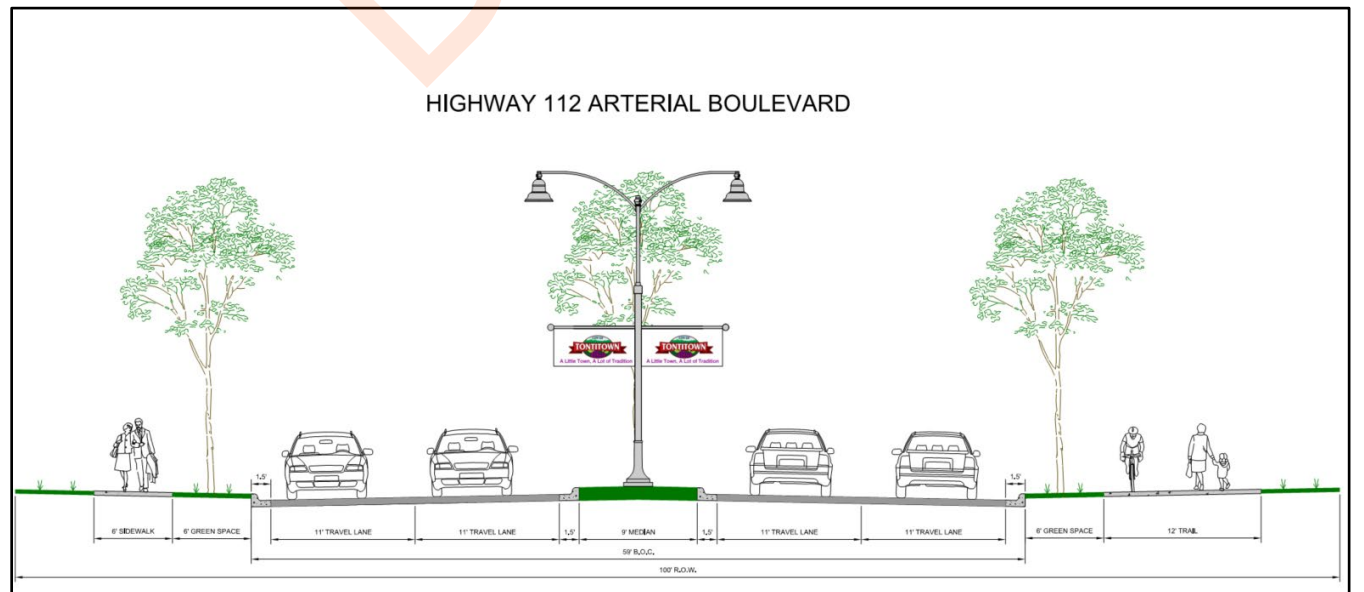 HIGHWAY 112 ARTERIAL BOULEVARD
TONTITOWN
A Little Town, A Lot of Tradition
TONTITOWN
A Little Town, A Lot of Tradition
1.5'
1.5'
6' SIDEWALK
6' GREEN SPACE
11' TRAVEL LANE
11' TRAVEL LANE
1.5'
9' MEDIAN
1.5'
11' TRAVEL LANE
11' TRAVEL LANE
6' GREEN SPACE
12' TRAIL
59' B.O.C.
100' R.O.W.